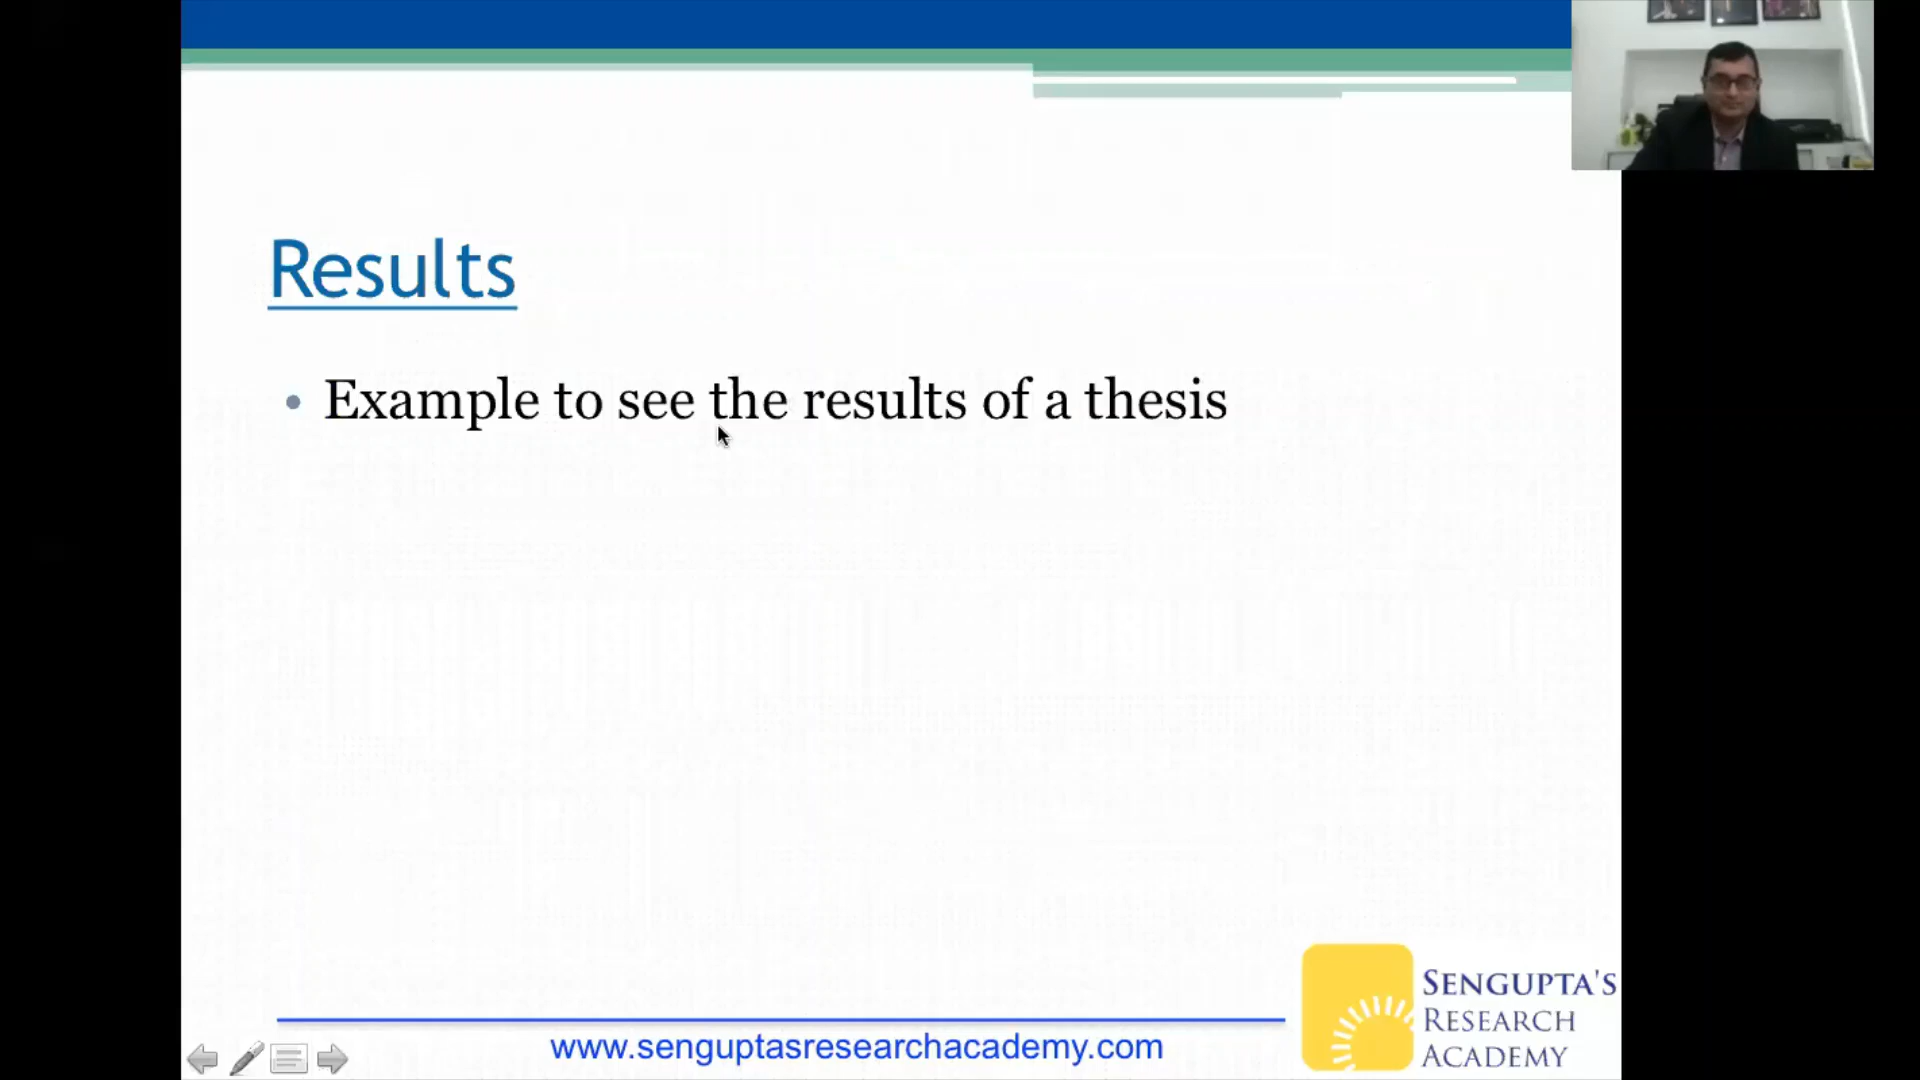 Results
• Example to see the results of a thesis
www.senguptasresearchacademy.com
SENGUPTA'S
RESEARCH
ACADEMY